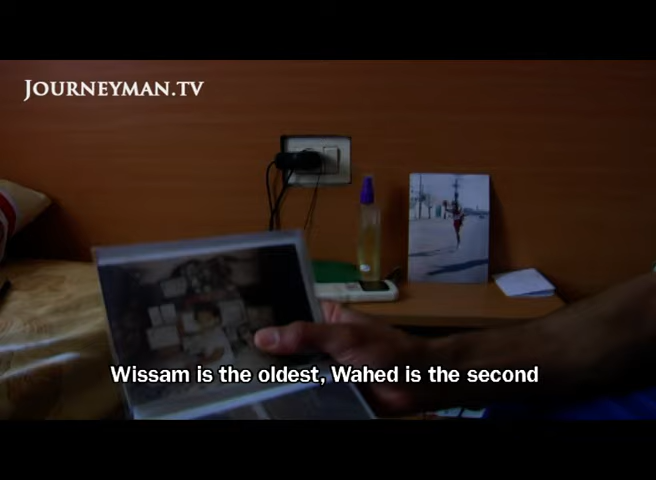 JOURNEYMAN.TV
Wissam is the oldest, Wahed is the second